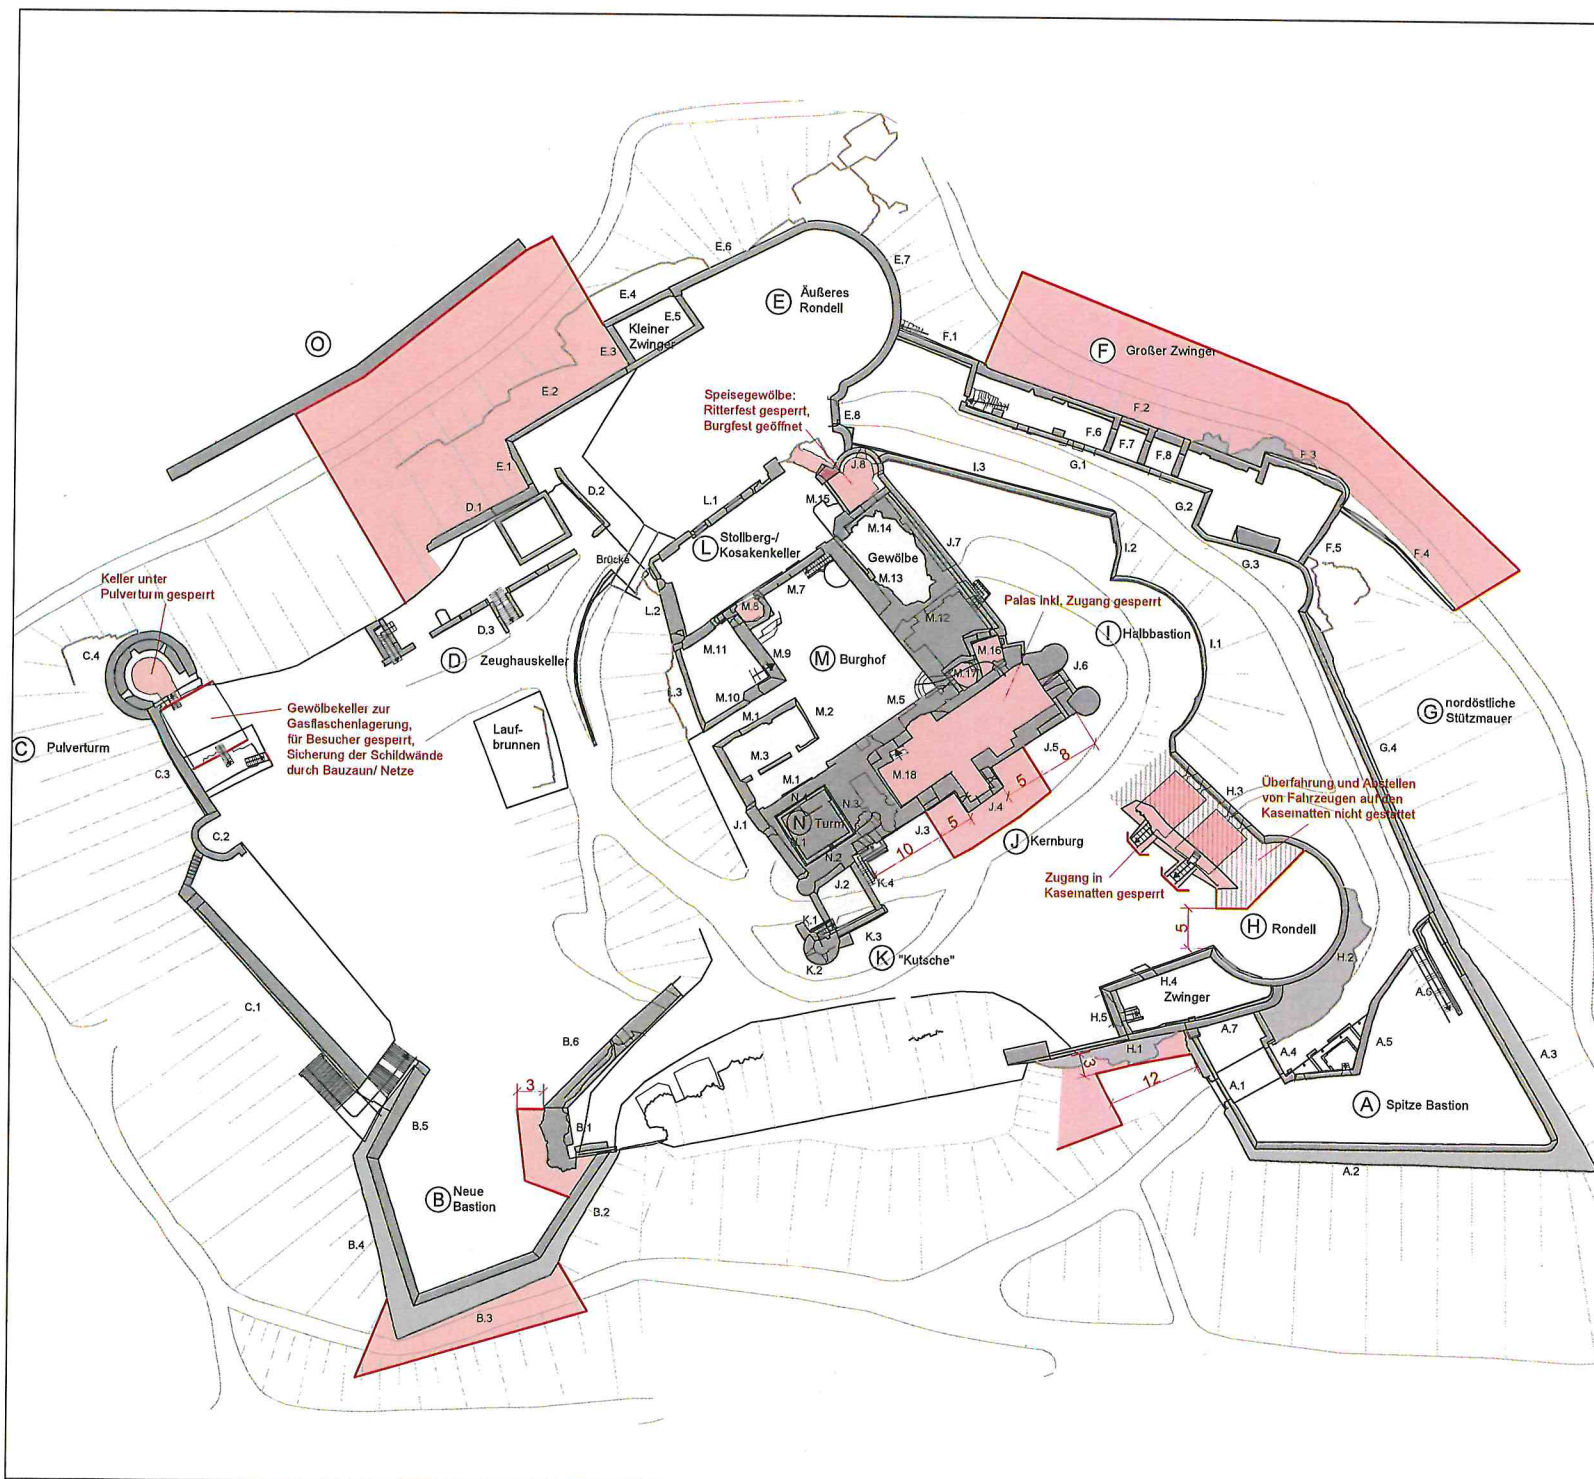 E.6
E.7
E.4
E
Äußeres
Rondell
E.5
Kleiner
Zwinger
O
E.3
F.1
F
Großer Zwinger
E.2
Speisegewölbe:
Ritterfest gesperrt,
Burgfest geöffnet
E.8
F.2
F.6
F.7
F.8
F.3
E.1
J.8
I.3
G.1
D.1
D.2
L.1
M.15
G.2
M.14
Gewölbe
L
Stollberg-/
Kosakenkeller
J.7
I.2
F.5
F.4
G.3
Brücke
M.7
M.13
Keller unter
Pulverturm gesperrt
L.2
M.12
Palas inkl. Zugang gesperrt
D.3
C.4
M.11
M.9
M
Burghof
M.16
I
Halbbastion
I.1
D
Zeughauskeller
M.17
J.6
L.3
M.10
M.5
Gewölbekeller zur
Gasflaschenlagerung,
für Besucher gesperrt,
Sicherung der Schildwände
durch Bauzaun/ Netze
Lauf-
brunnen
M.1
M.2
G
nordöstliche
Stützmauer
C
Pulverturm
M.3
J.5
8
G.4
C.3
M.1
M.18
5
Überfahrung und Abstellen
von Fahrzeugen auf den
Kasematten nicht gestattet
H.3
N.3
J.4
N
Turm
J.3
5
C.2
J.1
N.1
J
Kernburg
N.2
10
Zugang in
Kasematten gesperrt
J.2
K.4
K.1
K.3
5
H
Rondell
K
"Kutsche"
K.2
H.2
H.4
Zwinger
A.6
C.1
H.5
A.7
B.6
H.1
A.4
A.5
A.3
3
3
12
A.1
A
Spitze Bastion
B.5
B.1
A.2
B
Neue
Bastion
B.2
B.4
B.3